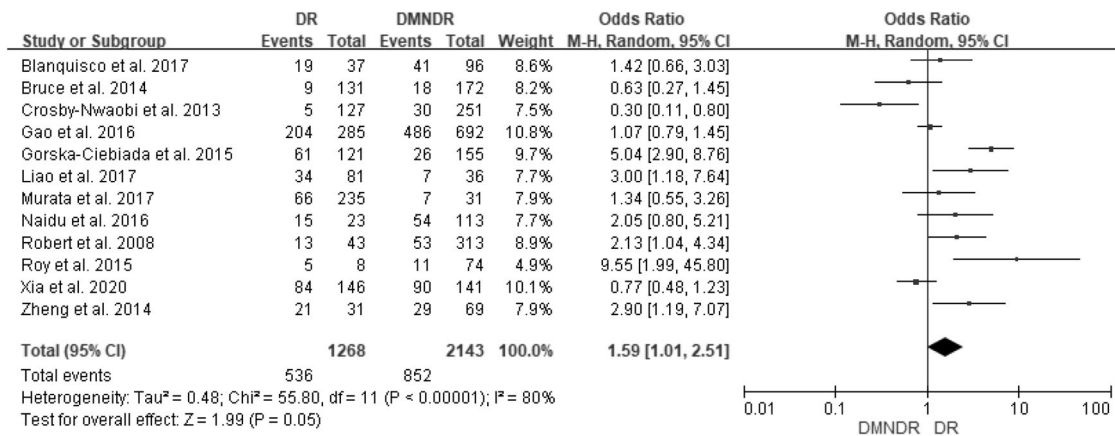 DR DMNDR Odds Ratio Odds Ratio
Study or Subgroup Events Total Events Total Weight M-H, Random, 95% CI M-H, Random, 95% CI
Blanquisco et al. 2017 19 37 41 96 8.6% 1.42 [0.66, 3.03]
Bruce et al. 2014 9 131 18 172 8.2% 0.63 [0.27, 1.45]
Crosby-Nwaobi et al. 2013 5 127 30 251 7.5% 0.30 [0.11, 0.80]
Gao et al. 2016 204 285 486 692 10.8% 1.07 [0.79, 1.45]
Gorska-Ciebiada et al. 2015 61 121 26 155 9.7% 5.04 [2.90, 8.76]
Liao et al. 2017 34 81 7 36 7.7% 3.00 [1.18, 7.64]
Murata et al. 2017 66 235 7 31 7.9% 1.34 [0.55, 3.26]
Naidu et al. 2016 15 23 54 113 7.7% 2.05 [0.80, 5.21]
Robert et al. 2008 13 43 53 313 8.9% 2.13 [1.04, 4.34]
Roy et al. 2015 5 8 11 74 4.9% 9.55 [1.99, 45.80]
Xia et al. 2020 84 146 90 141 10.1% 0.77 [0.48, 1.23]
Zheng et al. 2014 21 31 29 69 7.9% 2.90 [1.19, 7.07]
Total (95% CI) 1268 2143 100.0% 1.59 [1.01, 2.51]
Total events 536 852
Heterogeneity: Tau² = 0.48; Chi² = 55.80, df = 11 (P < 0.00001); I² = 80%
Test for overall effect: Z = 1.99 (P = 0.05)
0.01 0.1 1 10 100
DMNDR DR